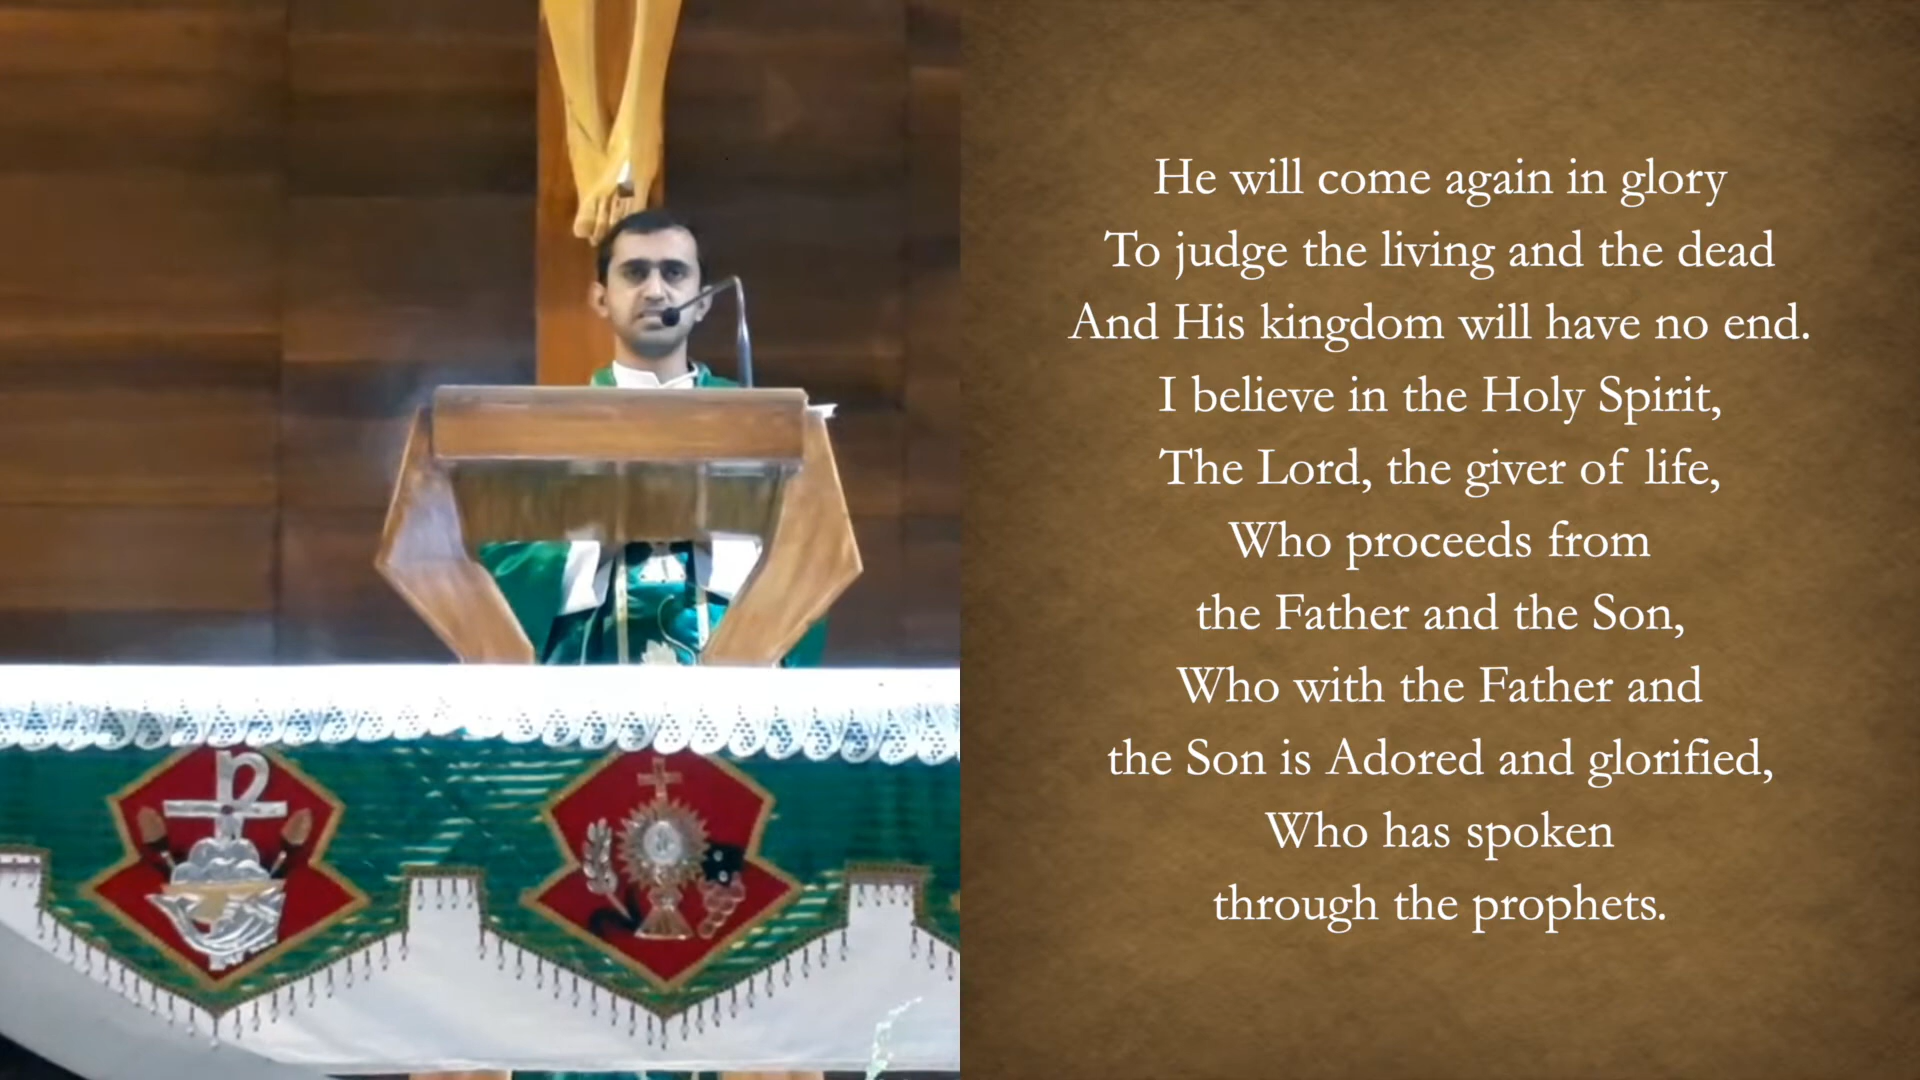 He will come again in glory
To judge the living and the dead
And His kingdom will have no end.
I believe in the Holy Spirit,
The Lord, the giver of life,
Who proceeds from
the Father and the Son,
Who with the Father and
the Son is Adored and glorified,
Who has spoken
through the prophets.